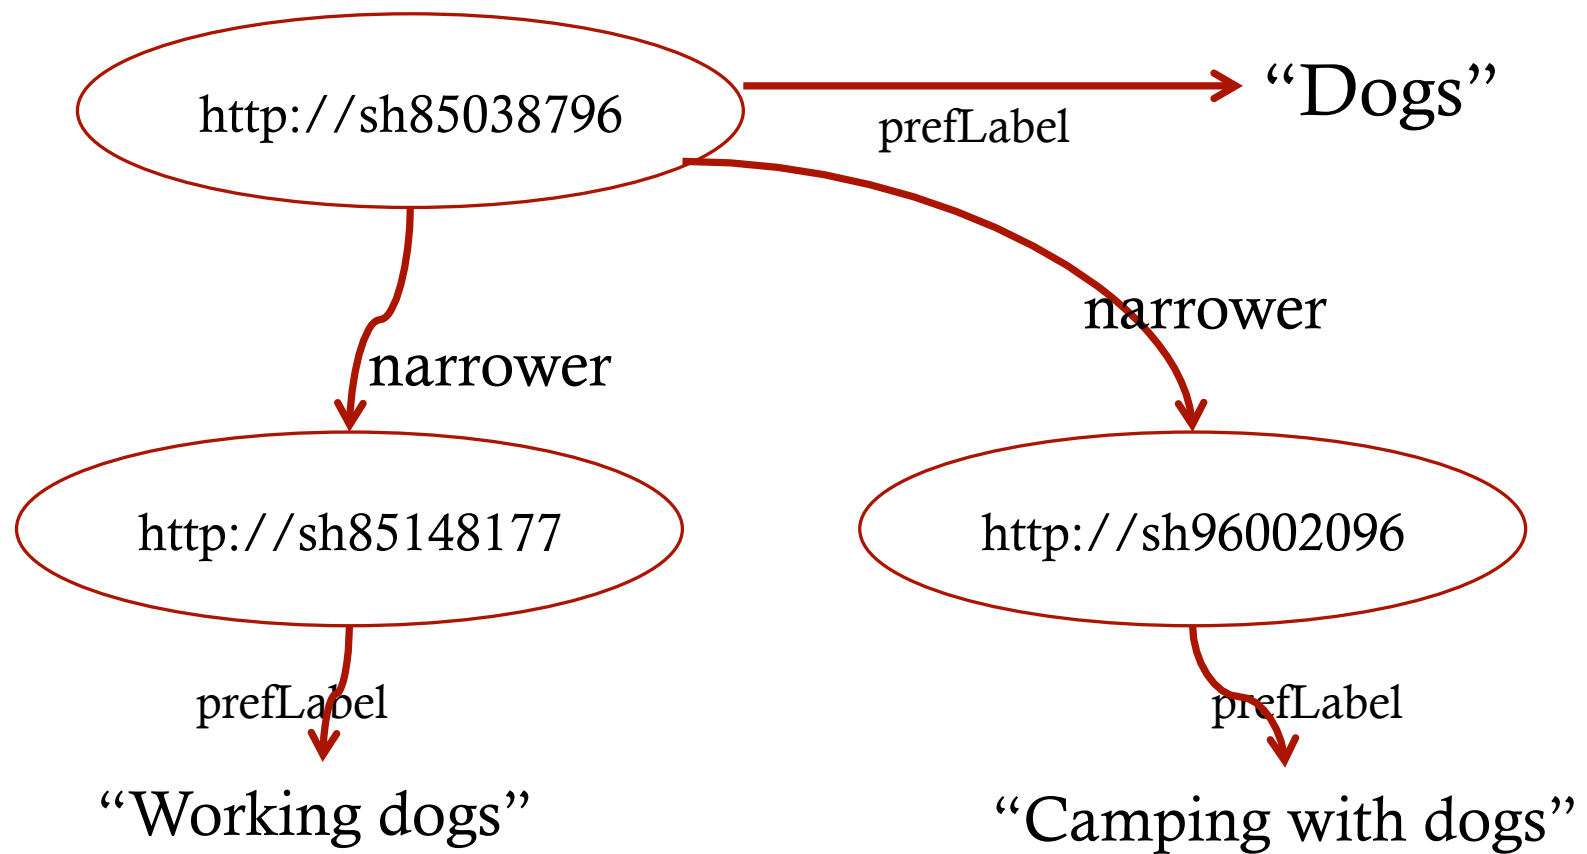 http://sh85038796
“Dogs”
prefLabel
narrower
narrower
http://sh85148177
http://sh96002096
prefLabel
prefLabel
“Working dogs”
“Camping with dogs”